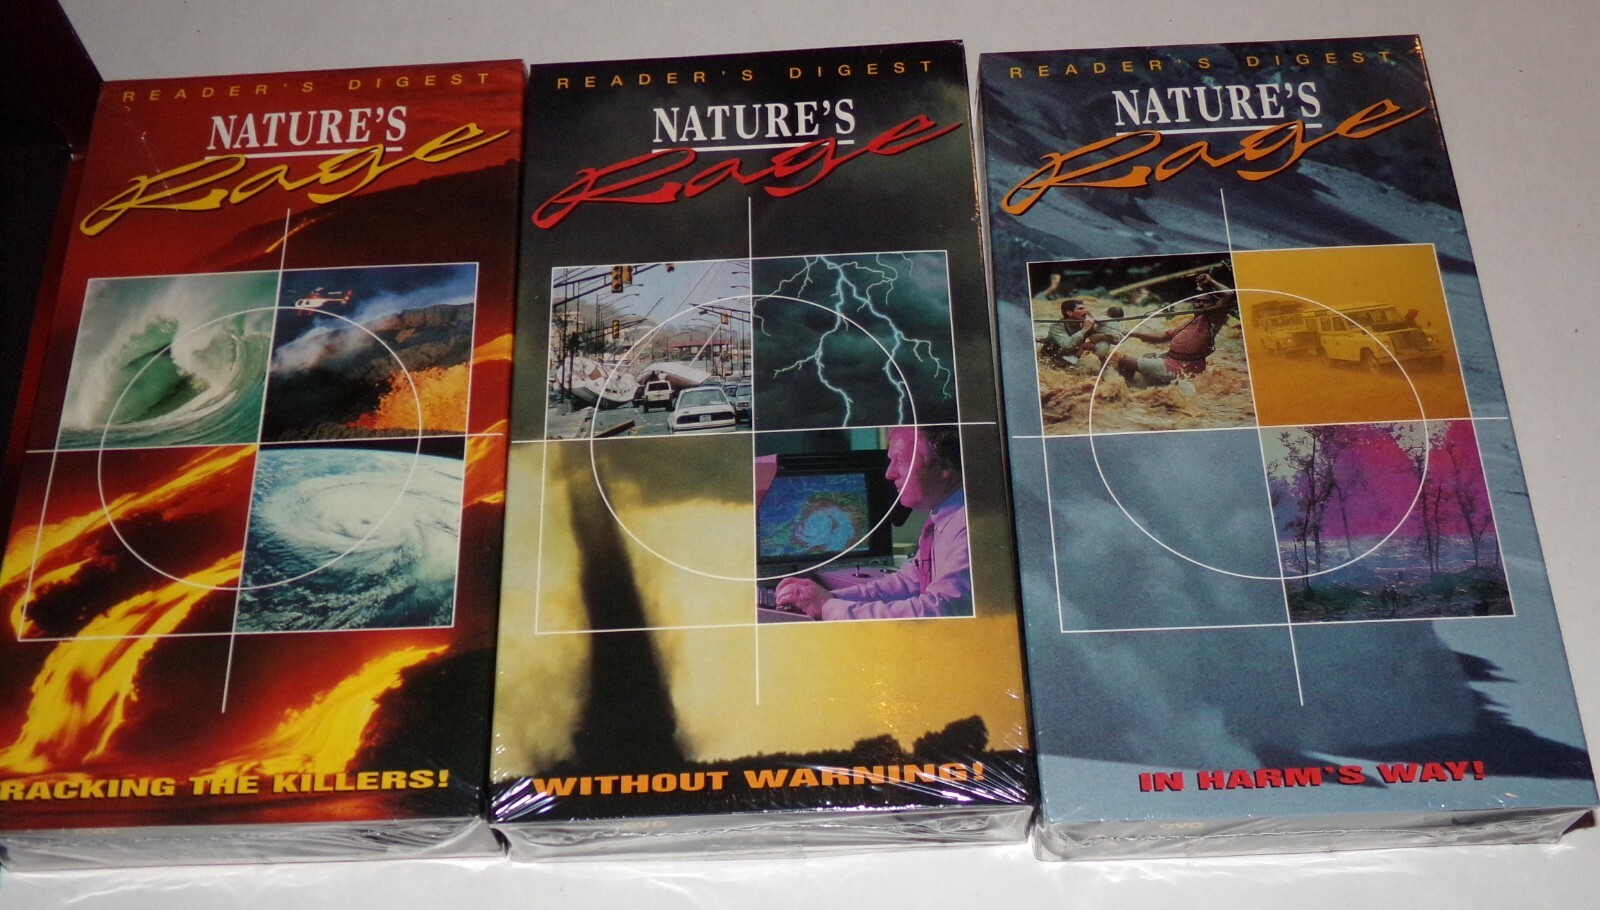 READER'S DIGEST
NATURE'S
Rage
RACKING THE KILLERS!
READER'S DIGEST
NATURE'S
Rage
WITHOUT WARNING!
READER'S DIGEST
NATURE'S
Rage
IN HARM'S WAY!